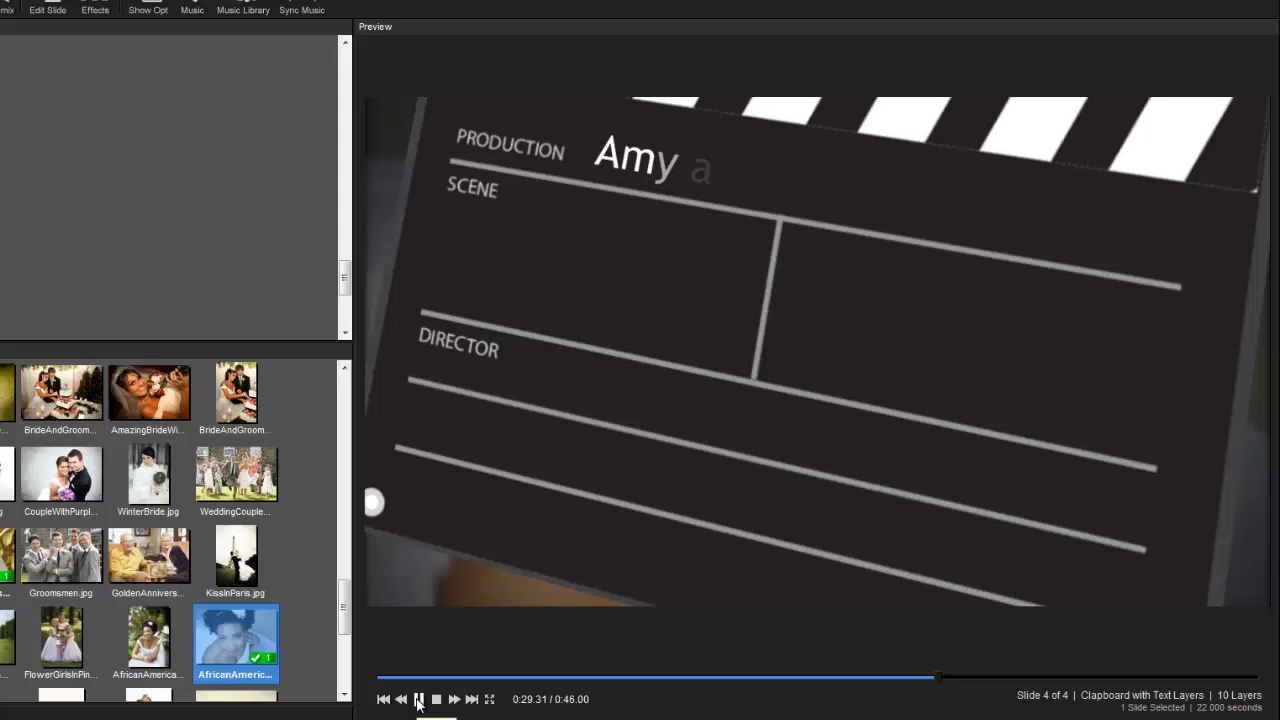 mix Edit Slide Effects Show Opt Music Music Library Sync Music
Preview
PRODUCTION Amy a
SCENE
DIRECTOR
BrideAndGroom... AmazingBrideWi... BrideAndGroom...
CoupleWithPurpl... WinterBride.jpg WeddingCouple...
1 Groomsmen.jpg GoldenAnnivers... KissInParis.jpg
1
FlowerGirlsInPin... AfricanAmerica... AfricanAmeric...
0:29.31 / 0:46.00
Slide 4 of 4 | Clapboard with Text Layers | 10 Layers
1 Slide Selected | 22.000 seconds